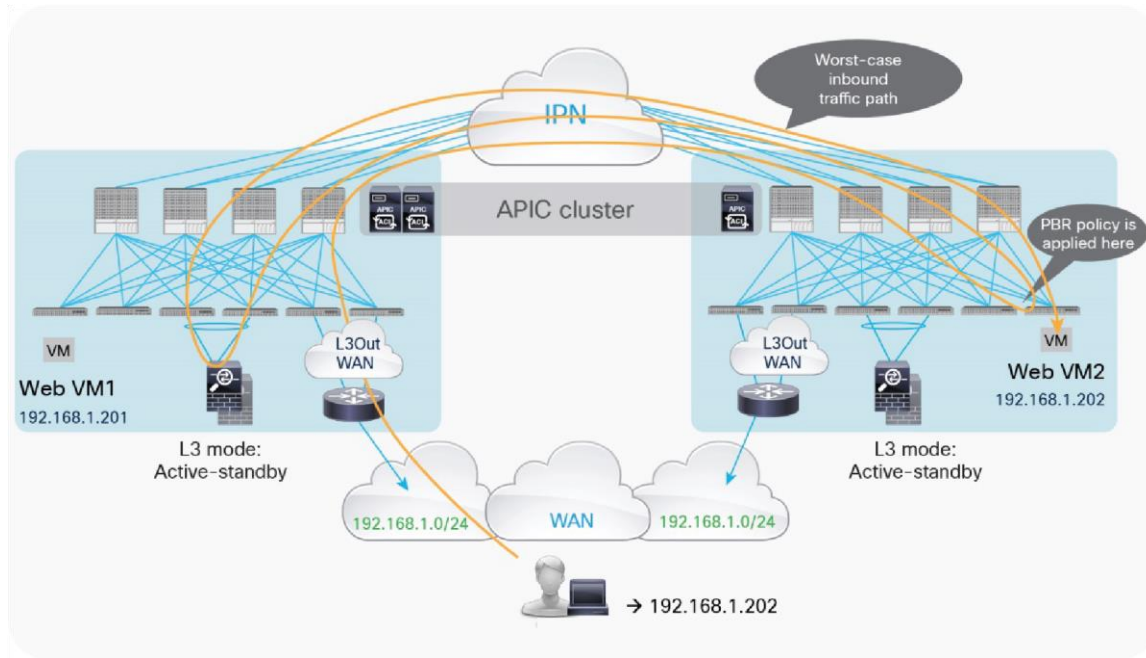 Worst-case
inbound
traffic path
IPN
APIC cluster
APIC
ACI
APIC
ACI
APIC
ACI
PBR policy is
applied here
L3Out
WAN
L3Out
WAN
VM
Web VM1
192.168.1.201
VM
Web VM2
192.168.1.202
L3 mode:
Active-standby
L3 mode:
Active-standby
192.168.1.0/24
WAN
192.168.1.0/24
→ 192.168.1.202